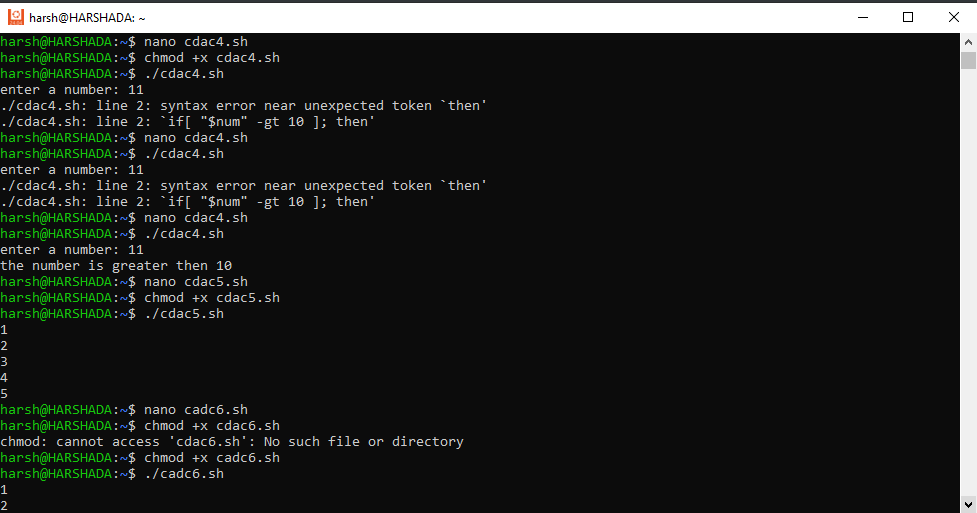 harsh@HARSHADA: ~
harsh@HARSHADA:~$ nano cdac4.sh
harsh@HARSHADA:~$ chmod +x cdac4.sh
harsh@HARSHADA:~$ ./cdac4.sh
enter a number: 11
./cdac4.sh: line 2: syntax error near unexpected token `then'
./cdac4.sh: line 2: `if[ "$num" -gt 10 ]; then'
harsh@HARSHADA:~$ nano cdac4.sh
harsh@HARSHADA:~$ ./cdac4.sh
enter a number: 11
./cdac4.sh: line 2: syntax error near unexpected token `then'
./cdac4.sh: line 2: `if[ "$num" -gt 10 ]; then'
harsh@HARSHADA:~$ nano cdac4.sh
harsh@HARSHADA:~$ ./cdac4.sh
enter a number: 11
the number is greater then 10
harsh@HARSHADA:~$ nano cdac5.sh
harsh@HARSHADA:~$ chmod +x cdac5.sh
harsh@HARSHADA:~$ ./cdac5.sh
1
2
3
4
5
harsh@HARSHADA:~$ nano cadc6.sh
harsh@HARSHADA:~$ chmod +x cdac6.sh
chmod: cannot access 'cdac6.sh': No such file or directory
harsh@HARSHADA:~$ chmod +x cadc6.sh
harsh@HARSHADA:~$ ./cadc6.sh
1
2